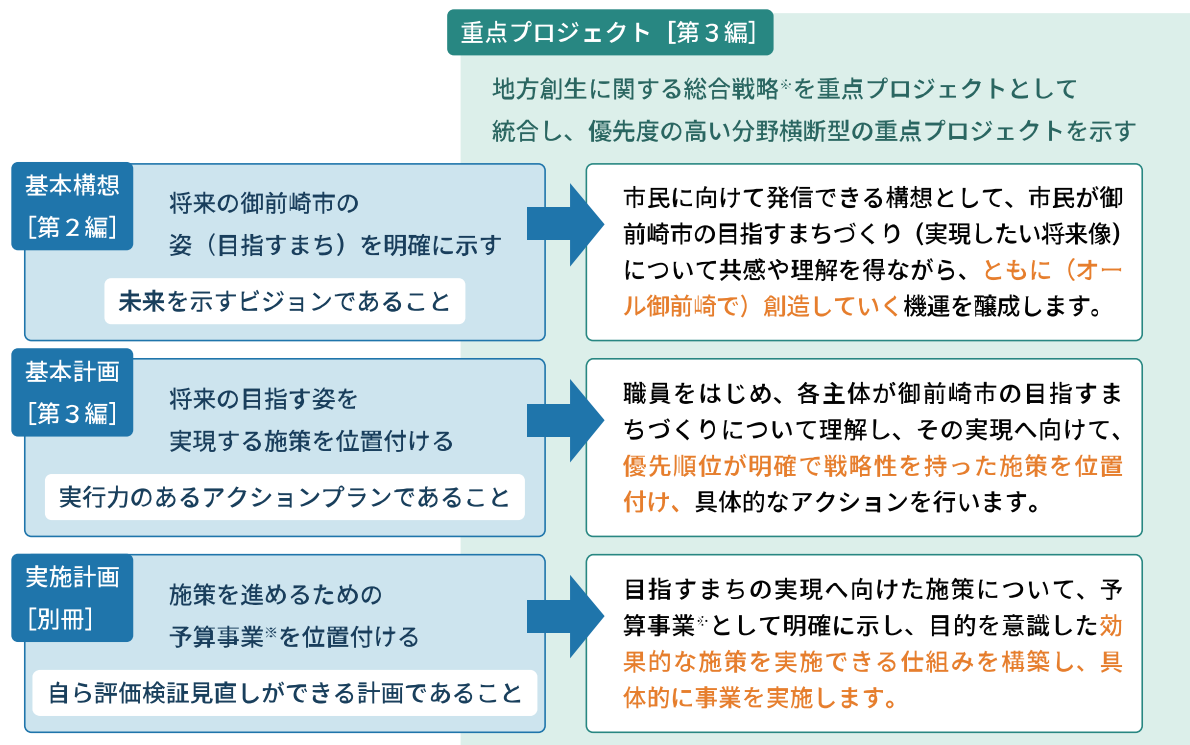 重点プロジェクト［第３編］
地方創生に関する総合戦略※を重点プロジェクトとして
統合し、優先度の高い分野横断型の重点プロジェクトを示す
基本構想
［第２編］
将来の御前崎市の
姿（目指すまち）を明確に示す
未来を示すビジョンであること
市民に向けて発信できる構想として、市民が御
前崎市の目指すまちづくり（実現したい将来像）
について共感や理解を得ながら、ともに（オー
ル御前崎で）創造していく機運を醸成します。
基本計画
［第３編］
将来の目指す姿を
実現する施策を位置付ける
実行力のあるアクションプランであること
職員をはじめ、各主体が御前崎市の目指すま
ちづくりについて理解し、その実現へ向けて、
優先順位が明確で戦略性を持った施策を位置
付け、具体的なアクションを行います。
実施計画
［別冊］
施策を進めるための
予算事業※を位置付ける
自ら評価検証見直しができる計画であること
目指すまちの実現へ向けた施策について、予
算事業※として明確に示し、目的を意識した効
果的な施策を実施できる仕組みを構築し、具
体的に事業を実施します。